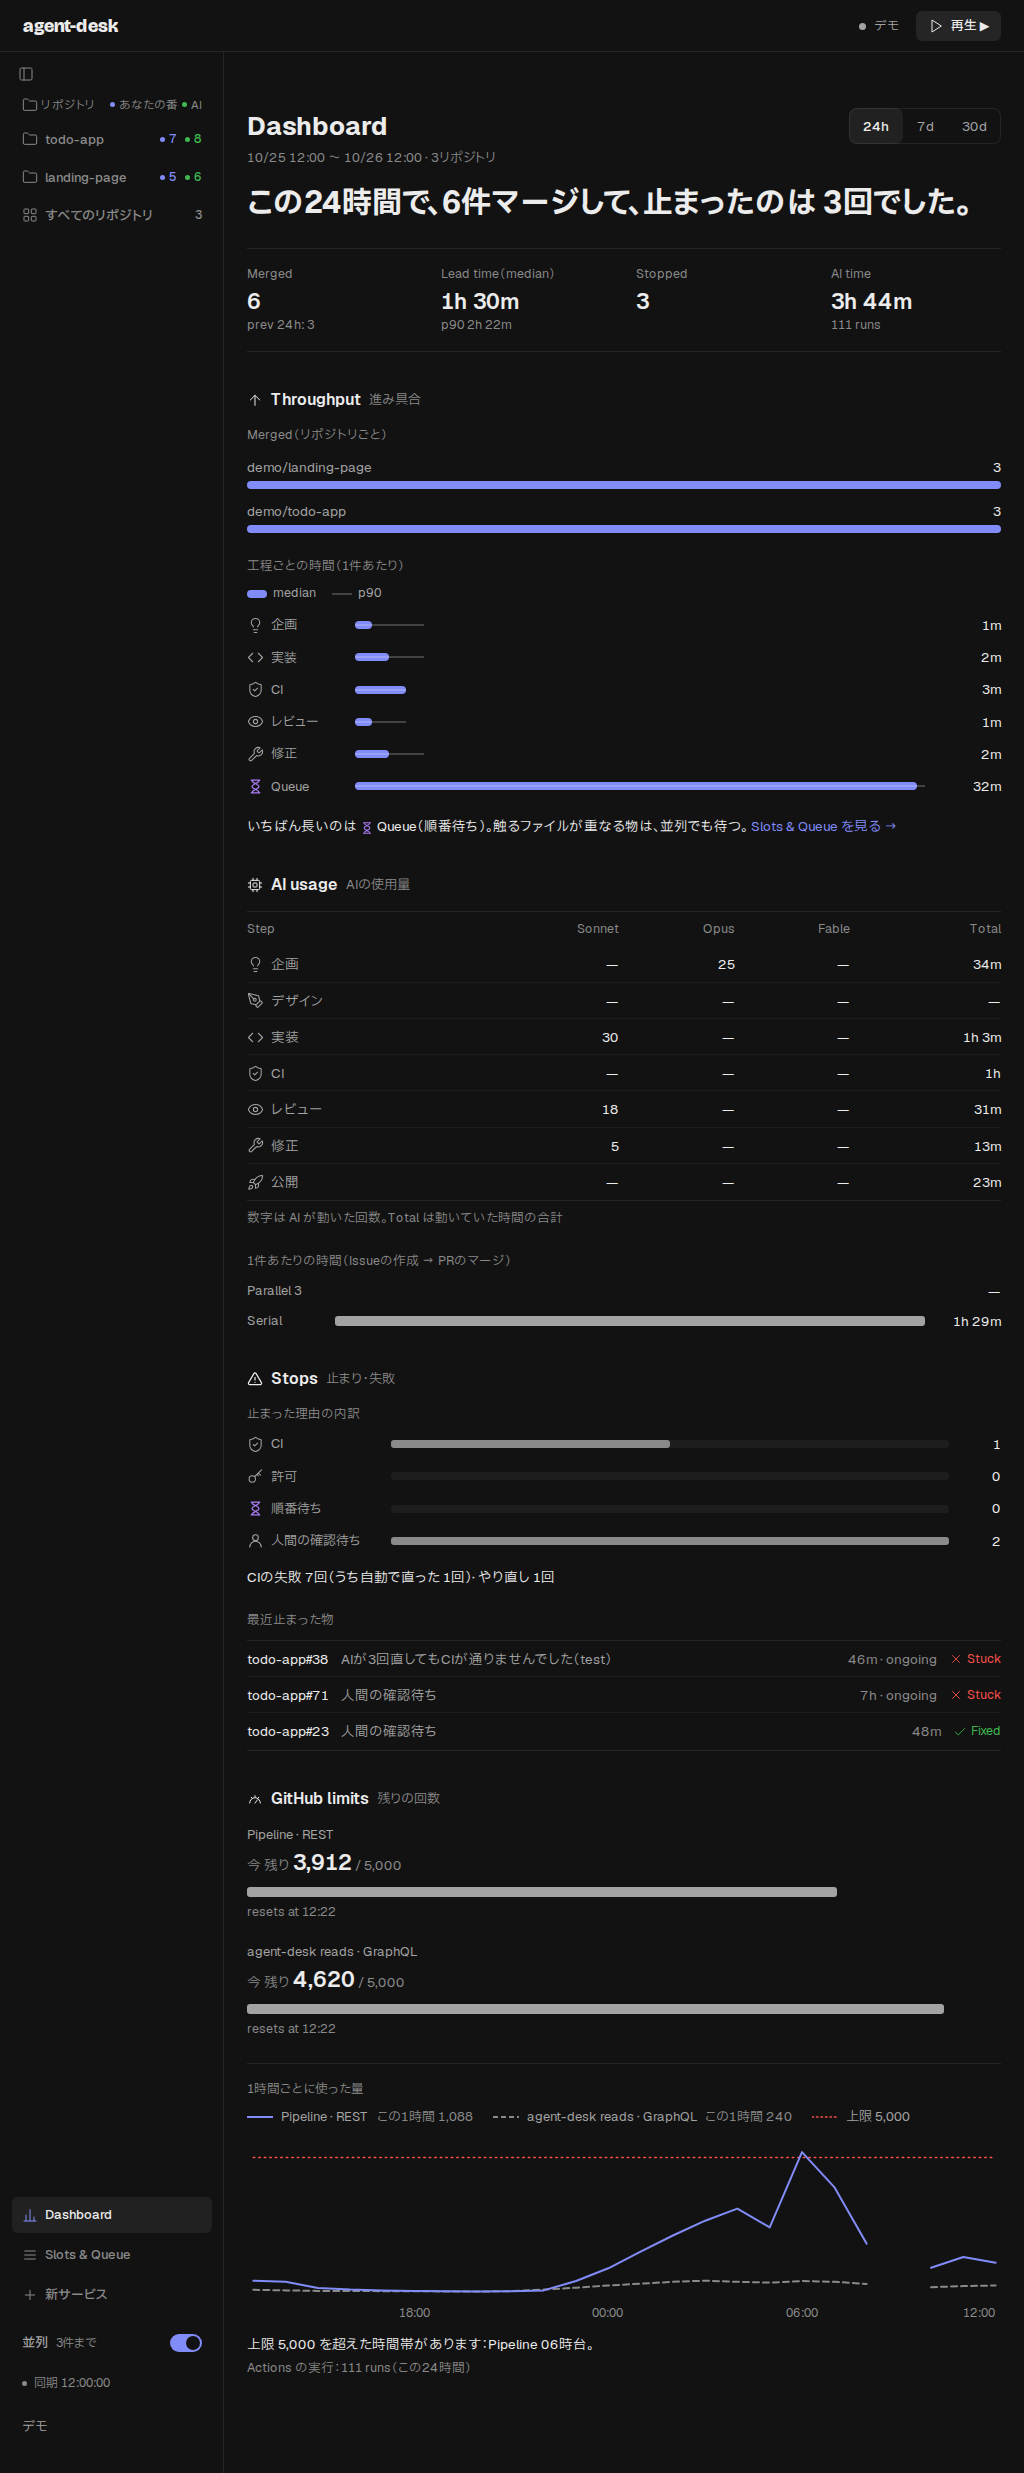 agent-desk
デモ
再生 ▶
リポジトリ
あなたの番
AI
todo-app
7
8
landing-page
5
6
すべてのリポジトリ
3
Dashboard
24h
7d
30d
10/25 12:00 〜 10/26 12:00 · 3リポジトリ
この24時間で、6件マージして、止まったのは 3回でした。
Merged
6
prev 24h: 3
Lead time（median）
1h 30m
p90 2h 22m
Stopped
3
AI time
3h 44m
111 runs
Throughput 進み具合
Merged（リポジトリごと）
demo/landing-page 3
demo/todo-app 3
工程ごとの時間（1件あたり）
median p90
企画 1m
実装 2m
CI 3m
レビュー 1m
修正 2m
Queue 32m
いちばん長いのは Queue（順番待ち）。触るファイルが重なる物は、並列でも待つ。Slots & Queue を見る →
AI usage AIの使用量
Step Sonnet Opus Fable Total
企画 — 25 — 34m
デザイン — — — —
実装 30 — — 1h 3m
CI — — — 1h
レビュー 18 — — 31m
修正 5 — — 13m
公開 — — — 23m
数字は AI が動いた回数。Total は動いていた時間の合計
1件あたりの時間（Issueの作成 → PRのマージ）
Parallel 3 —
Serial 1h 29m
Stops 止まり・失敗
止まった理由の内訳
CI 1
許可 0
順番待ち 0
人間の確認待ち 2
CIの失敗 7回（うち自動で直った 1回）・やり直し 1回
最近止まった物
todo-app#38 AIが3回直してもCIが通りませんでした（test） 46m · ongoing Stuck
todo-app#71 人間の確認待ち 7h · ongoing Stuck
todo-app#23 人間の確認待ち 48m Fixed
GitHub limits 残りの回数
Pipeline · REST
今 残り 3,912 / 5,000
resets at 12:22
agent-desk reads · GraphQL
今 残り 4,620 / 5,000
resets at 12:22
1時間ごとに使った量
Pipeline · REST この1時間 1,088 agent-desk reads · GraphQL この1時間 240 上限 5,000
18:00 00:00 06:00 12:00
上限 5,000 を超えた時間帯があります：Pipeline 06時台。
Actions の実行：111 runs（この24時間）
Dashboard
Slots & Queue
新サービス
並列 3件まで
同期 12:00:00
デモ